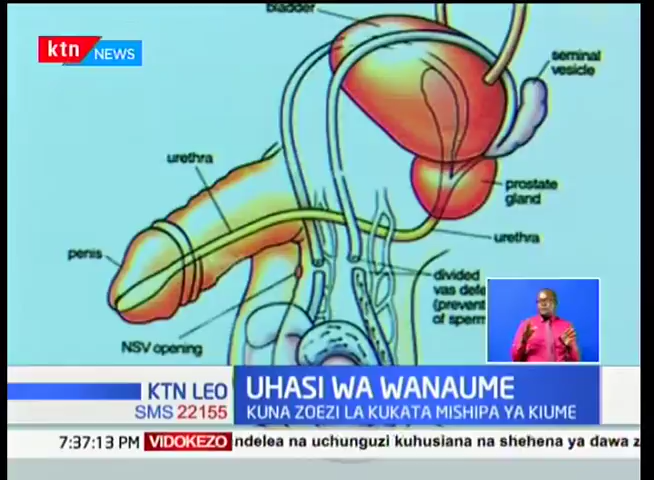 bladder
ktn NEWS
seminal
vesicle
urethra
prostate
gland
urethra
penis
divided
vas defe
(prevent
of sperm
NSV opening
KTN LEO
SMS 22155
UHASI WA WANAUME
KUNA ZOEZI LA KUKATA MISHIPA YA KIUME
7:37:13 PM VIDOKEZO ndelea na uchunguzi kuhusiana na shehena ya dawa z